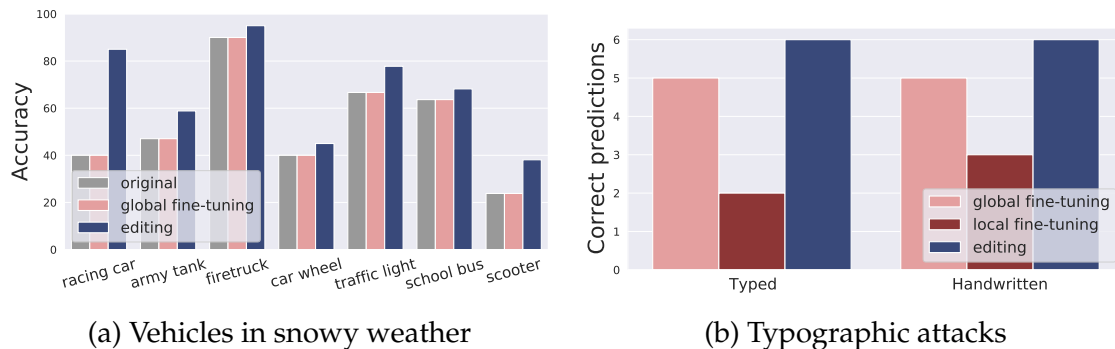 100
80
60
40
20
0
Accuracy
original
global fine-tuning
editing
racing car
army tank
firetruck
car wheel
traffic light
school bus
scooter
(a) Vehicles in snowy weather
6
5
4
3
2
1
0
Correct predictions
global fine-tuning
local fine-tuning
editing
Typed
Handwritten
(b) Typographic attacks